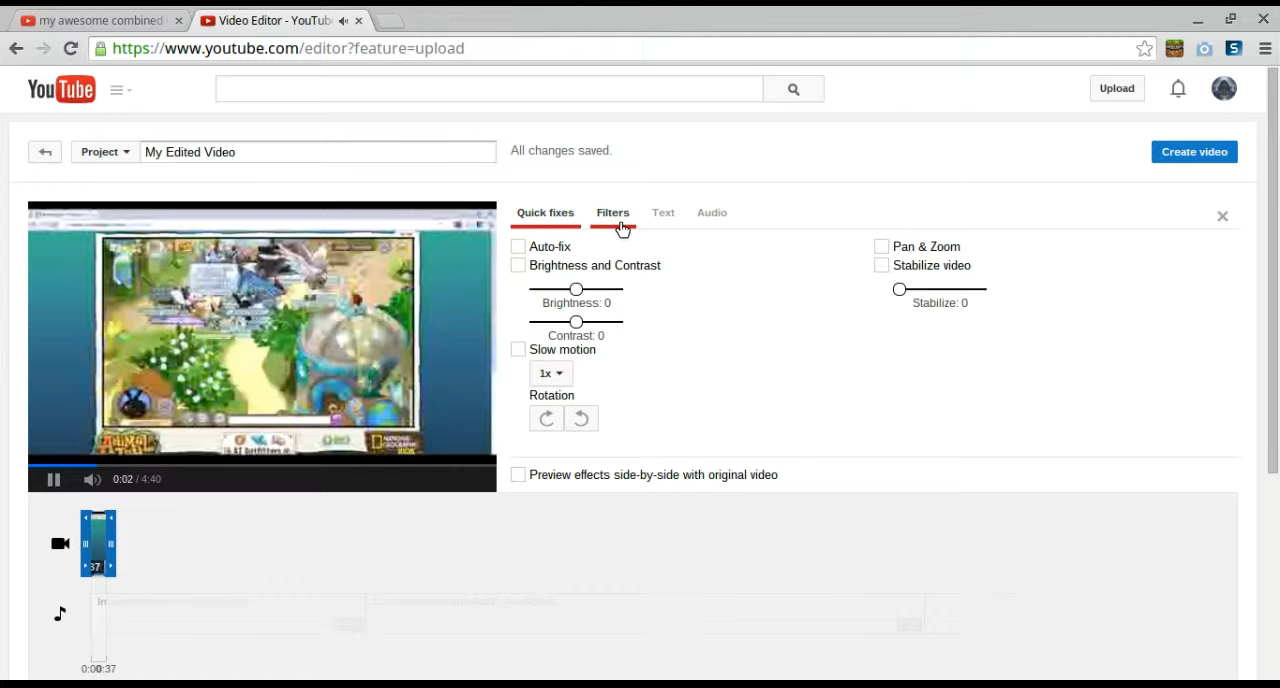 my awesome combined
Video Editor - YouTub
https://www.youtube.com/editor?feature=upload
YouTube
Upload
Project
My Edited Video
All changes saved.
Create video
Quick fixes
Filters
Text
Audio
Auto-fix
Pan & Zoom
Brightness and Contrast
Stabilize video
Brightness: 0
Stabilize: 0
Contrast: 0
Slow motion
1x
Rotation
Preview effects side-by-side with original video
NATIONAL
GEOGRAPHIC
KIDS
0:02 / 4:40
37